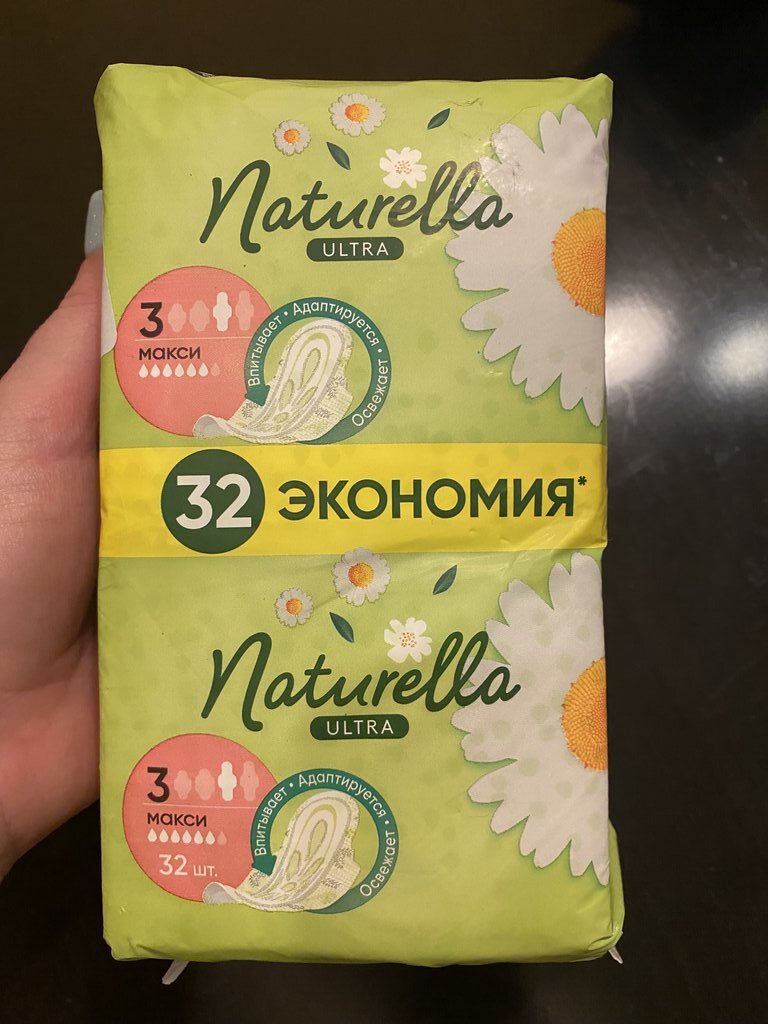 Naturella
ULTRA
3
макси
Впитывает • Адаптируется • Освежает
32 ЭКОНОМИЯ*
Naturella
ULTRA
3
макси
32 шт.
Впитывает • Адаптируется • Освежает